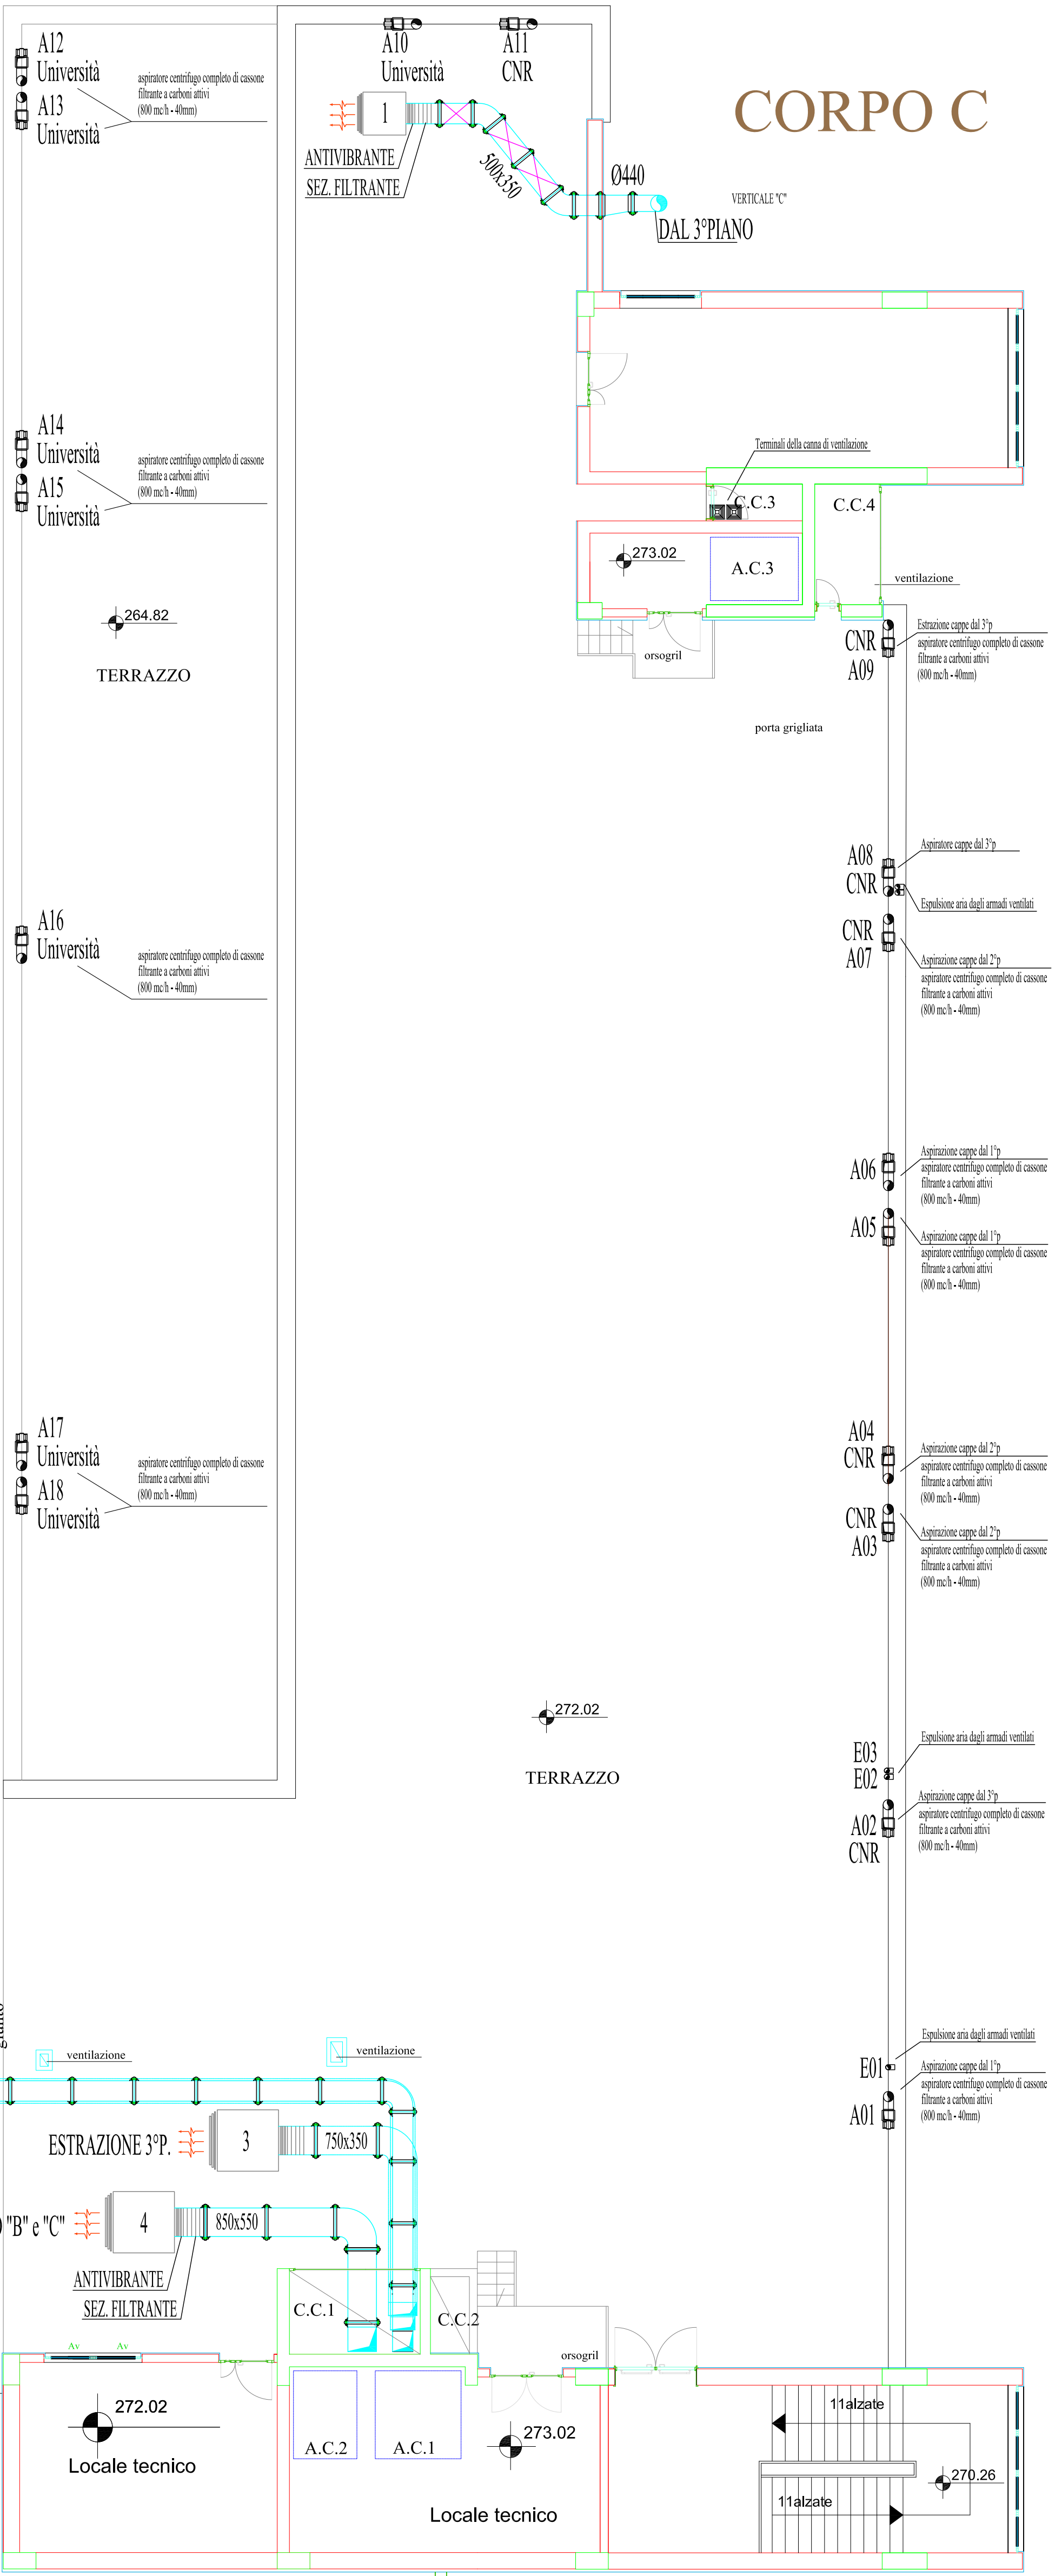 CORPO C
A10
Università
A11
CNR
A12
Università
A13
Università
aspiratore centrifugo completo di cassone
filtrante a carboni attivi
(800 mc/h - 40mm)
1
ANTIVIBRANTE
SEZ. FILTRANTE
500x350
Ø440
DAL 3°PIANO
VERTICALE "C"
A14
Università
A15
Università
aspiratore centrifugo completo di cassone
filtrante a carboni attivi
(800 mc/h - 40mm)
Terminali della canna di ventilazione
C.C.3
C.C.4
273.02
A.C.3
ventilazione
orsogril
264.82
TERRAZZO
CNR
A09
Estrazione cappe dal 3°p
aspiratore centrifugo completo di cassone
filtrante a carboni attivi
(800 mc/h - 40mm)
porta grigliata
A08
CNR
Aspiratore cappe dal 3°p
Espulsione aria dagli armadi ventilati
CNR
A07
Aspirazione cappe dal 2°p
aspiratore centrifugo completo di cassone
filtrante a carboni attivi
(800 mc/h - 40mm)
A16
Università
aspiratore centrifugo completo di cassone
filtrante a carboni attivi
(800 mc/h - 40mm)
A06
Aspirazione cappe dal 1°p
aspiratore centrifugo completo di cassone
filtrante a carboni attivi
(800 mc/h - 40mm)
A05
Aspirazione cappe dal 1°p
aspiratore centrifugo completo di cassone
filtrante a carboni attivi
(800 mc/h - 40mm)
A17
Università
A18
Università
aspiratore centrifugo completo di cassone
filtrante a carboni attivi
(800 mc/h - 40mm)
A04
CNR
Aspirazione cappe dal 2°p
aspiratore centrifugo completo di cassone
filtrante a carboni attivi
(800 mc/h - 40mm)
CNR
A03
Aspirazione cappe dal 2°p
aspiratore centrifugo completo di cassone
filtrante a carboni attivi
(800 mc/h - 40mm)
272.02
TERRAZZO
E03
E02
Espulsione aria dagli armadi ventilati
A02
CNR
Aspirazione cappe dal 3°p
aspiratore centrifugo completo di cassone
filtrante a carboni attivi
(800 mc/h - 40mm)
giunto
ventilazione
ventilazione
E01
Espulsione aria dagli armadi ventilati
A01
Aspirazione cappe dal 1°p
aspiratore centrifugo completo di cassone
filtrante a carboni attivi
(800 mc/h - 40mm)
ESTRAZIONE 3°P.
3
750x350
"B" e "C"
4
850x550
ANTIVIBRANTE
SEZ. FILTRANTE
C.C.1
C.C.2
orsogril
Av
Av
272.02
Locale tecnico
A.C.2
A.C.1
273.02
Locale tecnico
11alzate
11alzate
270.26